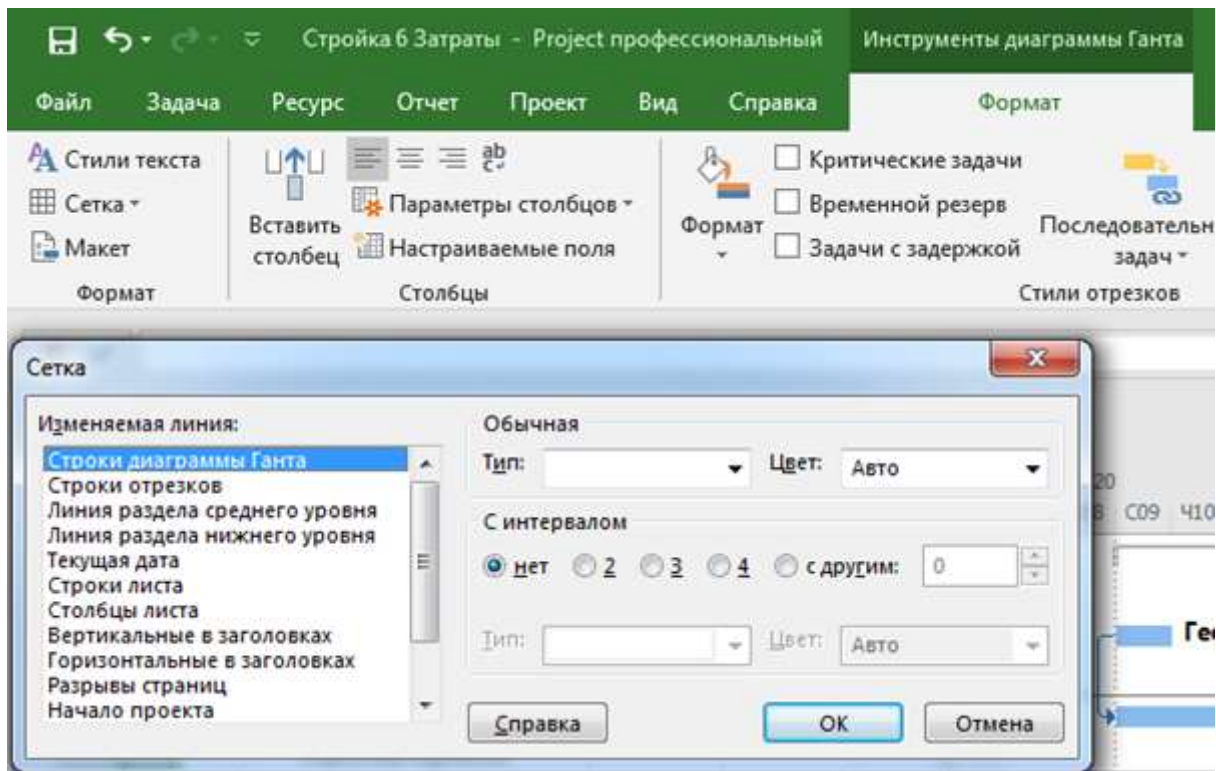 Стройка 6 Затраты - Project профессиональный
Инструменты диаграммы Ганта
Файл Задача Ресурс Отчет Проект Вид Справка Формат
Стили текста
Сетка
Макет
Формат
Вставить столбец
ab
Параметры столбцов
Настраиваемые поля
Столбцы
Формат
Критические задачи
Временной резерв
Задачи с задержкой
Последовательн
задач
Стили отрезков
Сетка
Изменяемая линия:
Строки диаграммы Ганта
Строки отрезков
Линия раздела среднего уровня
Линия раздела нижнего уровня
Текущая дата
Строки листа
Столбцы листа
Вертикальные в заголовках
Горизонтальные в заголовках
Разрывы страниц
Начало проекта
Обычная
Тип: Цвет: Авто
С интервалом
нет 2 3 4 с другим: 0
Тип: Цвет: Авто
Справка ОК Отмена
20
С09 Ч10
Гео